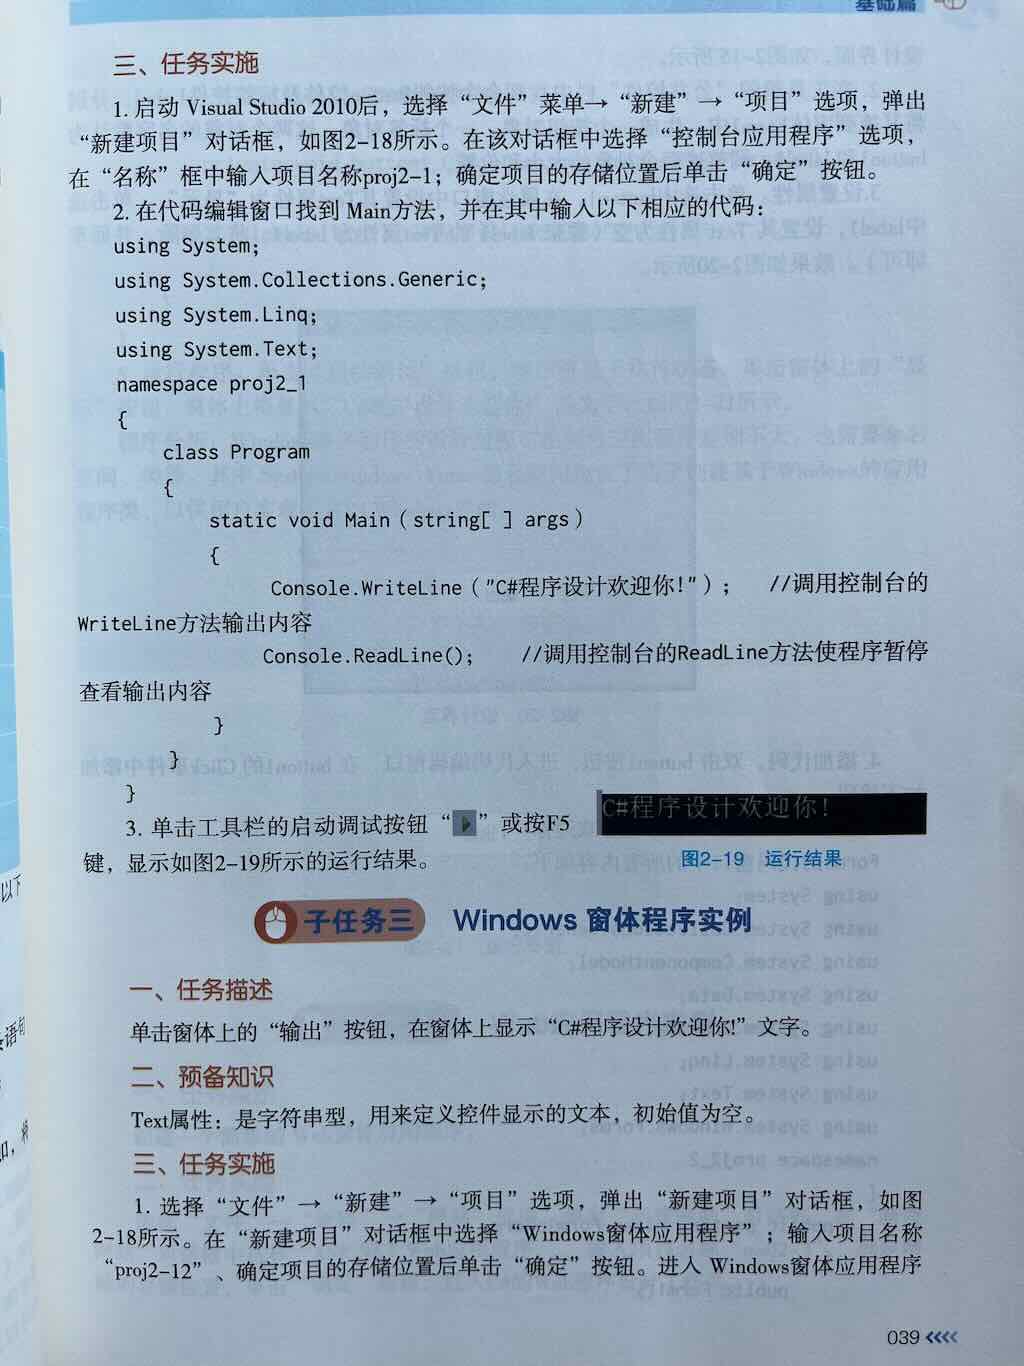 基础篇
三、任务实施
1. 启动 Visual Studio 2010后，选择“文件”菜单→“新建”→“项目”选项，弹出
“新建项目”对话框，如图2-18所示。在该对话框中选择“控制台应用程序”选项，
在“名称”框中输入项目名称proj2-1；确定项目的存储位置后单击“确定”按钮。
2. 在代码编辑窗口找到 Main方法，并在其中输入以下相应的代码：
using System;
using System.Collections.Generic;
using System.Linq;
using System.Text;
namespace proj2_1
{
class Program
{
static void Main（string[ ] args）
{
Console.WriteLine（"C#程序设计欢迎你!"）;　//调用控制台的
WriteLine方法输出内容
Console.ReadLine();　//调用控制台的ReadLine方法使程序暂停
查看输出内容
}
}
}
3. 单击工具栏的启动调试按钮“ ”或按F5
键，显示如图2-19所示的运行结果。
C#程序设计欢迎你!
图2-19　运行结果
子任务三　Windows 窗体程序实例
一、任务描述
单击窗体上的“输出”按钮，在窗体上显示“C#程序设计欢迎你!”文字。
二、预备知识
Text属性：是字符串型，用来定义控件显示的文本，初始值为空。
三、任务实施
1. 选择“文件”→“新建”→“项目”选项，弹出“新建项目”对话框，如图
2-18所示。在“新建项目”对话框中选择“Windows窗体应用程序”；输入项目名称
“proj2-12”、确定项目的存储位置后单击“确定”按钮。进入 Windows窗体应用程序
039